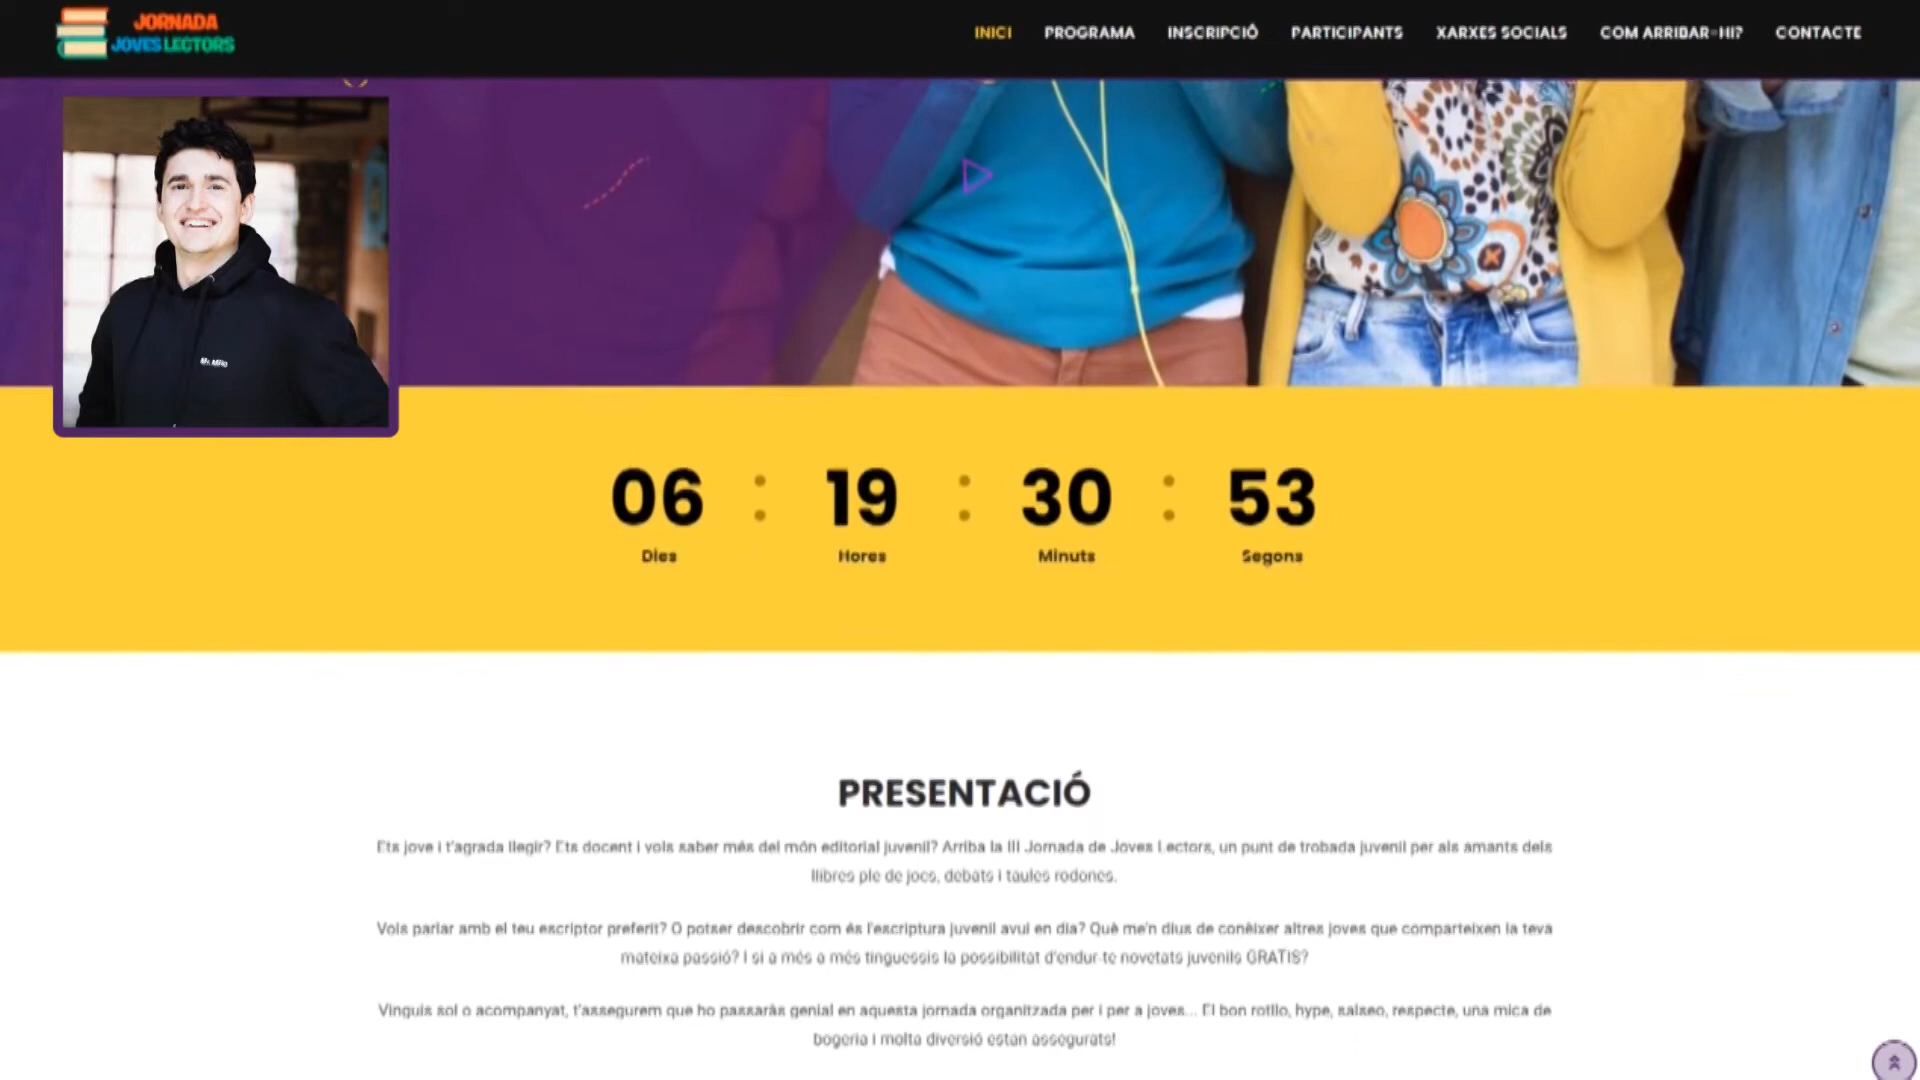 JORNADA
JOVES LECTORS
INICI PROGRAMA INSCRIPCIÓ PARTICIPANTS XARXES SOCIALS COM ARRIBAR-HI? CONTACTE
06 : 19 : 30 : 53
Dies Hores Minuts Segons
PRESENTACIÓ
Ets jove i t'agrada llegir? Ets docent i vols saber més del món editorial juvenil? Arriba la III Jornada de Joves Lectors, un punt de trobada juvenil per als amants dels
llibres ple de jocs, debats i taules rodones.
Vols parlar amb el teu escriptor preferit? O potser descobrir com és l'escriptura juvenil avui en dia? Què me'n dius de conèixer altres joves que comparteixen la teva
mateixa passió? I si a més a més tinguessis la possibilitat d'endur-te novetats juvenils GRATIS?
Vinguis sol o acompanyat, t'assegurem que ho passaràs genial en aquesta jornada organitzada per i per a joves... El bon rotllo, hype, salseo, respecte, una mica de
bogeria i molta diversió estan assegurats!